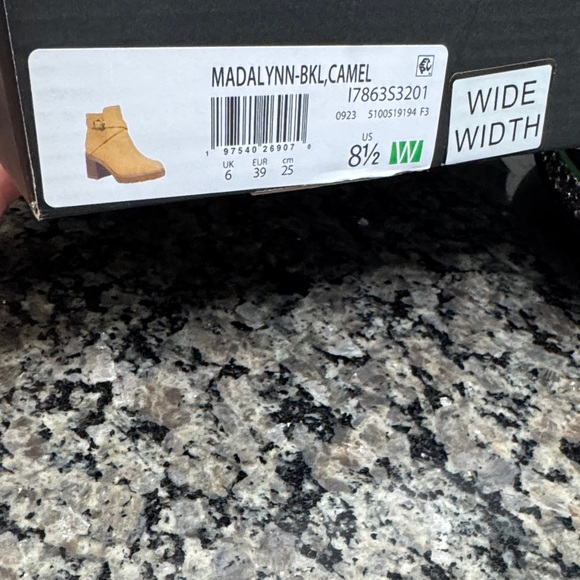 MADALYNN-BKL,CAMEL
I7863S3201
0923 5100519194 F3
1 97540 26907 8
UK EUR cm
6 39 25
US
8½ W
WIDE
WIDTH